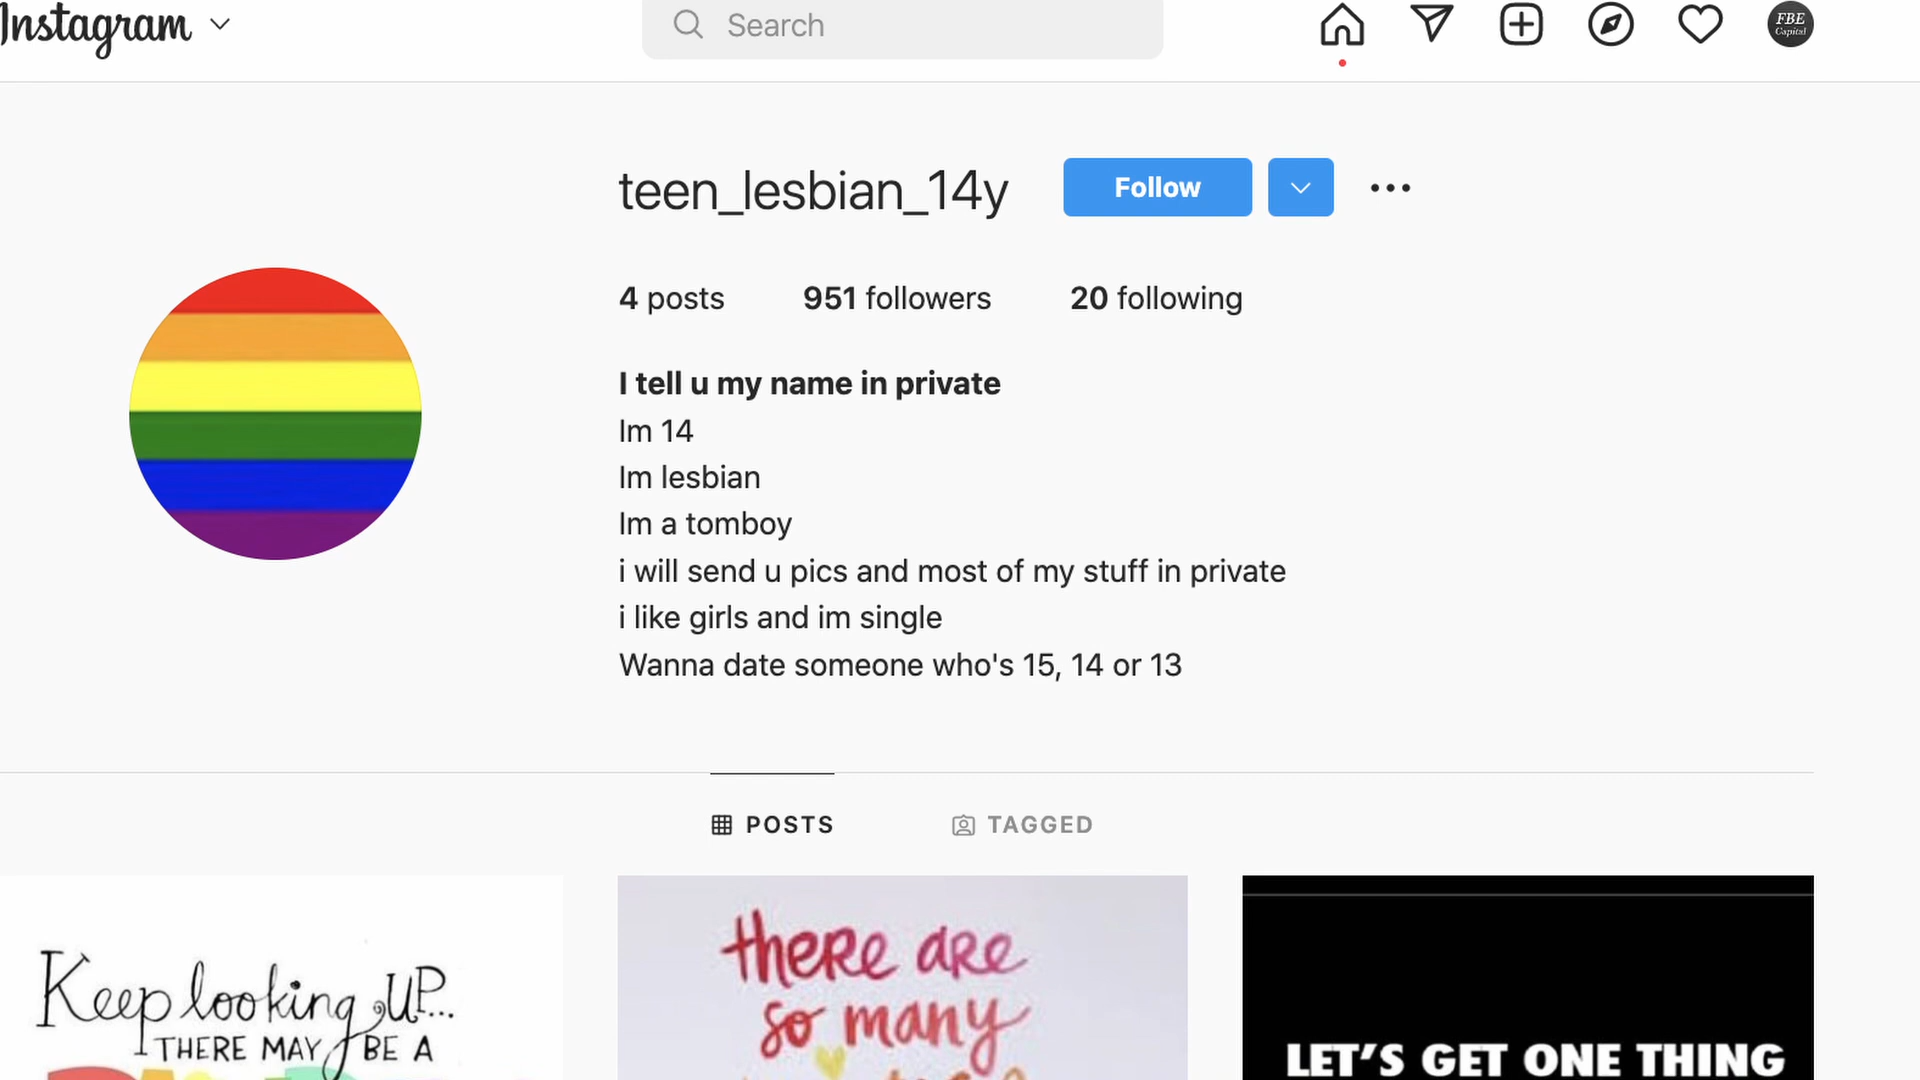 Instagram
Search
FBE
Capital
teen_lesbian_14y
Follow
4 posts 951 followers 20 following
I tell u my name in private
Im 14
Im lesbian
Im a tomboy
i will send u pics and most of my stuff in private
i like girls and im single
Wanna date someone who's 15, 14 or 13
POSTS TAGGED
Keep looking UP...
THERE MAY BE A
there are
so many
LET'S GET ONE THING